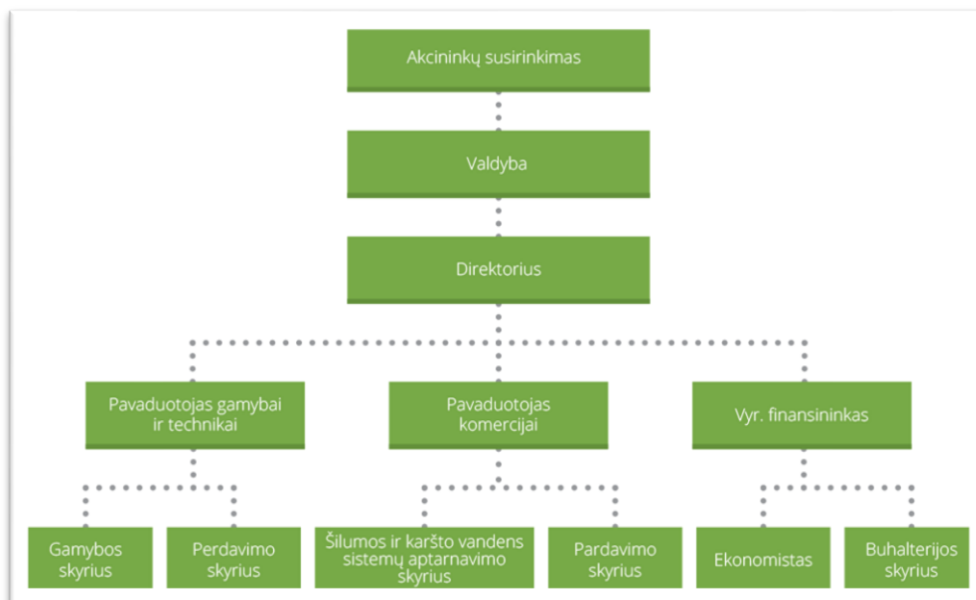 Akcininkų susirinkimas
Valdyba
Direktorius
Pavaduotojas gamybai
ir technikai
Pavaduotojas
komercijai
Vyr. finansininkas
Gamybos
skyrius
Perdavimo
skyrius
Šilumos ir karšto vandens
sistemų aptarnavimo
skyrius
Pardavimo
skyrius
Ekonomistas
Buhalterijos
skyrius